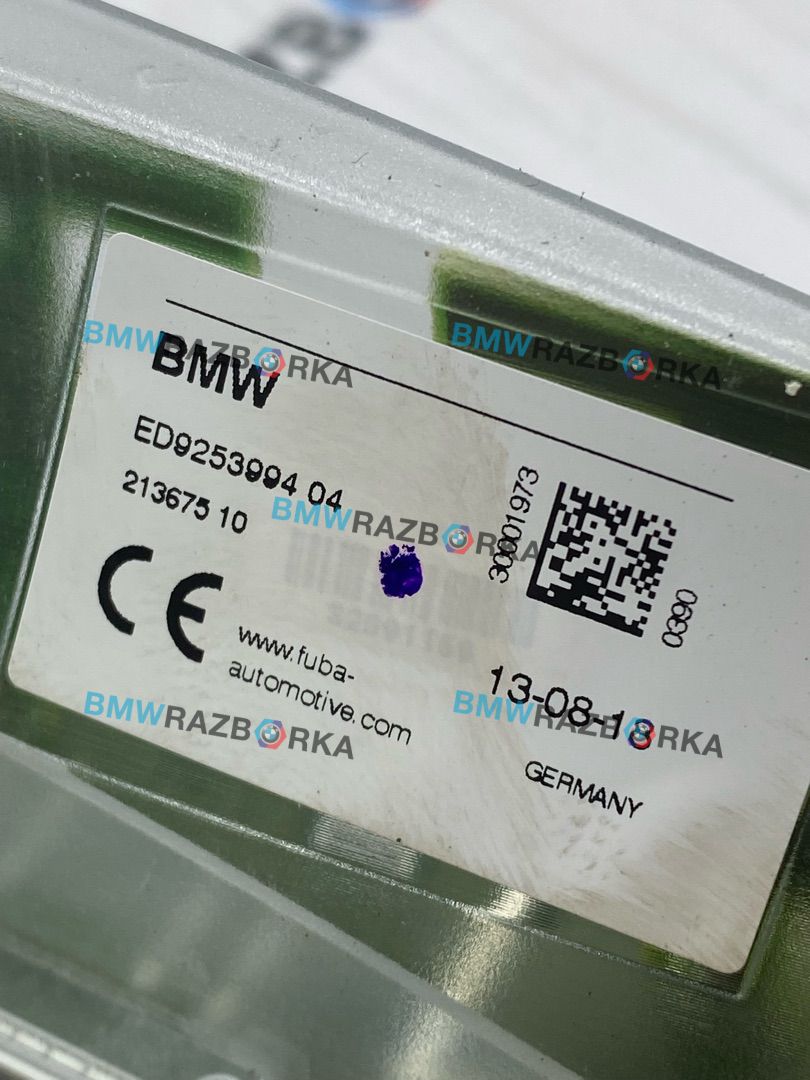 BMW
ED9253994 04
213675 10
30001973
0390
www.fuba-
automotive.com
13-08-18
GERMANY
BMWRAZBORKA
BMWRAZBORKA
BMWRAZBORKA
BMWRAZBORKA
BMWRAZBORKA